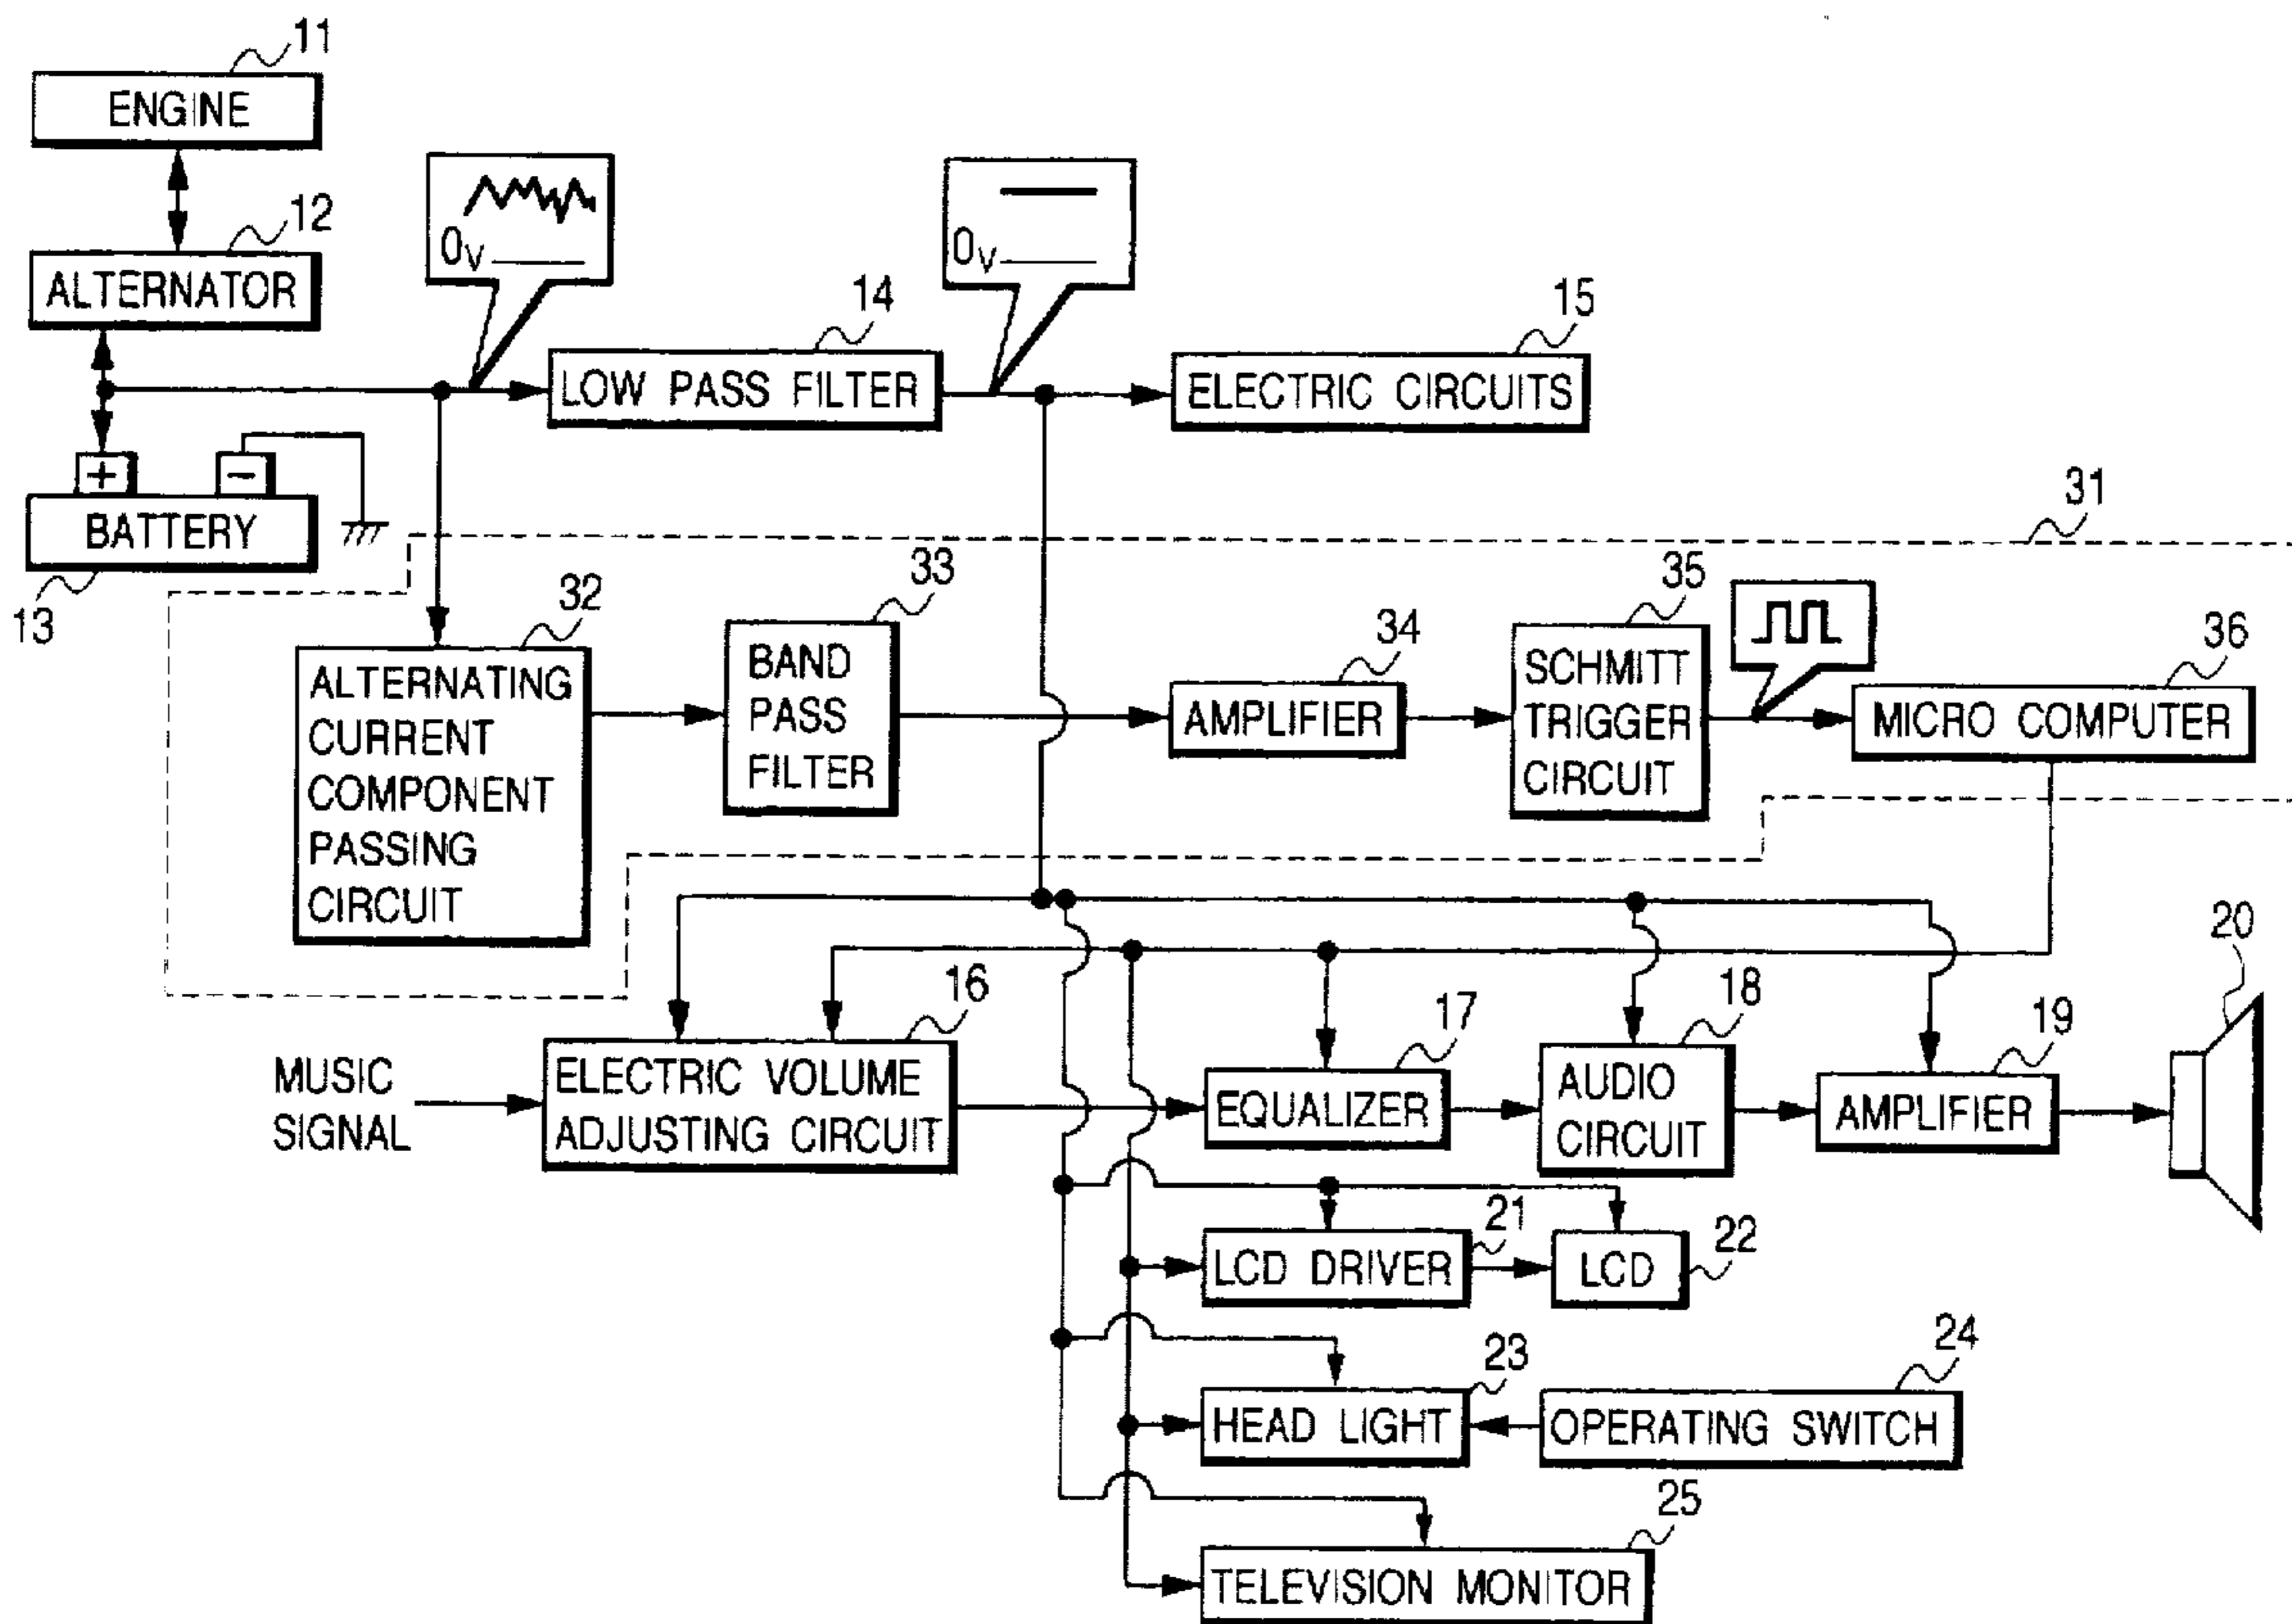 11
ENGINE
12
ALTERNATOR
0V
0V
14
15
LOW PASS FILTER
ELECTRIC CIRCUITS
+
−
BATTERY
13
31
32
33
34
35
36
ALTERNATING
CURRENT
COMPONENT
PASSING
CIRCUIT
BAND
PASS
FILTER
AMPLIFIER
SCHMITT
TRIGGER
CIRCUIT
MICRO COMPUTER
16
17
18
19
20
MUSIC
SIGNAL
ELECTRIC VOLUME
ADJUSTING CIRCUIT
EQUALIZER
AUDIO
CIRCUIT
AMPLIFIER
21
22
LCD DRIVER
LCD
23
24
HEAD LIGHT
OPERATING SWITCH
25
TELEVISION MONITOR